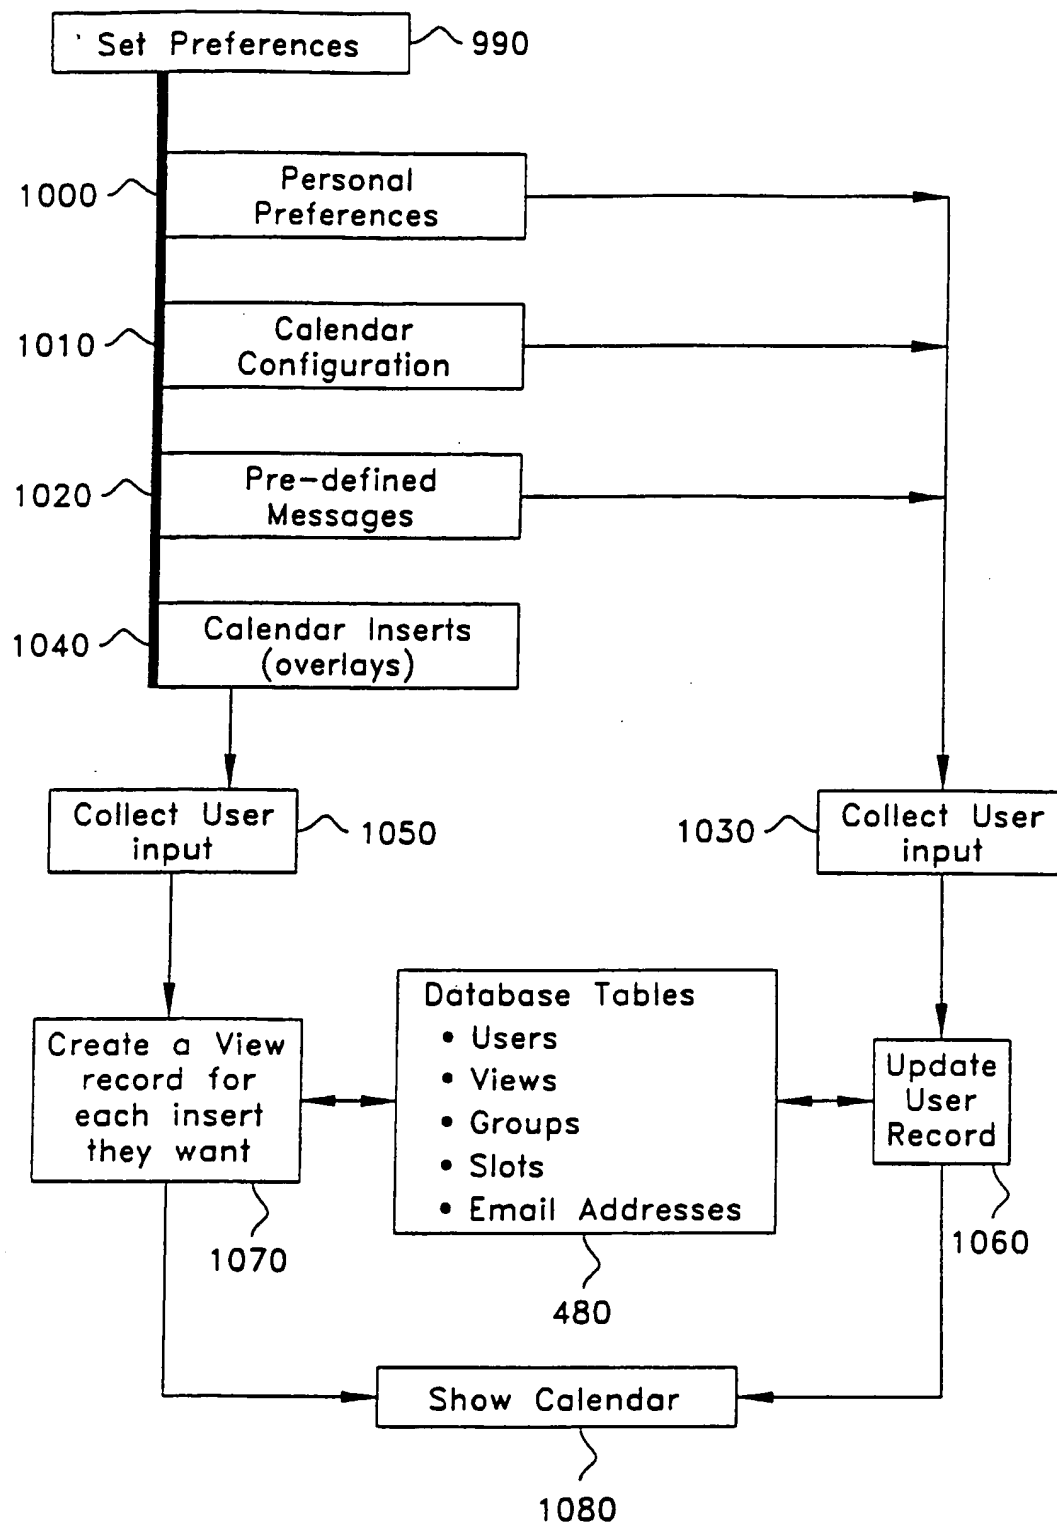 Set Preferences
990
1000
Personal
Preferences
1010
Calendar
Configuration
1020
Pre-defined
Messages
1040
Calendar Inserts
(overlays)
Collect User
input
1050
1030
Collect User
input
Create a View
record for
each insert
they want
1070
Database Tables
• Users
• Views
• Groups
• Slots
• Email Addresses
480
Update
User
Record
1060
Show Calendar
1080